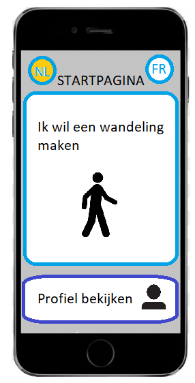 NL
FR
STARTPAGINA
Ik wil een wandeling
maken
Profiel bekijken